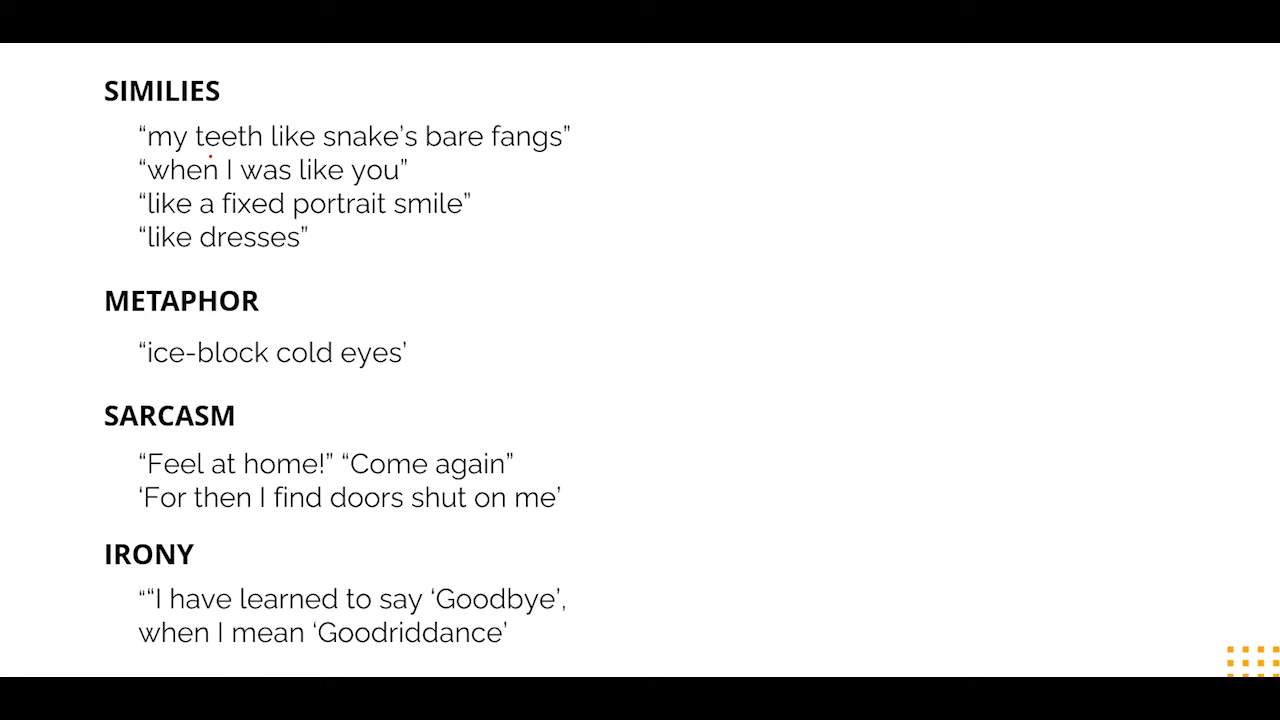 SIMILIES
“my teeth like snake’s bare fangs”
“when I was like you”
“like a fixed portrait smile”
“like dresses”
METAPHOR
“ice-block cold eyes’
SARCASM
“Feel at home!” “Come again”
‘For then I find doors shut on me’
IRONY
““I have learned to say ‘Goodbye’,
when I mean ‘Goodriddance’